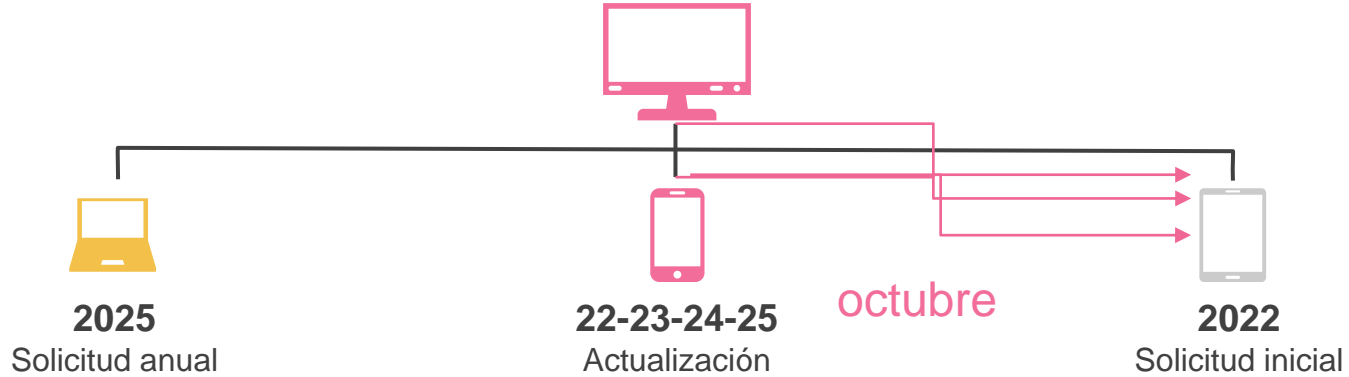 octubre
2025
Solicitud anual
22-23-24-25
Actualización
2022
Solicitud inicial